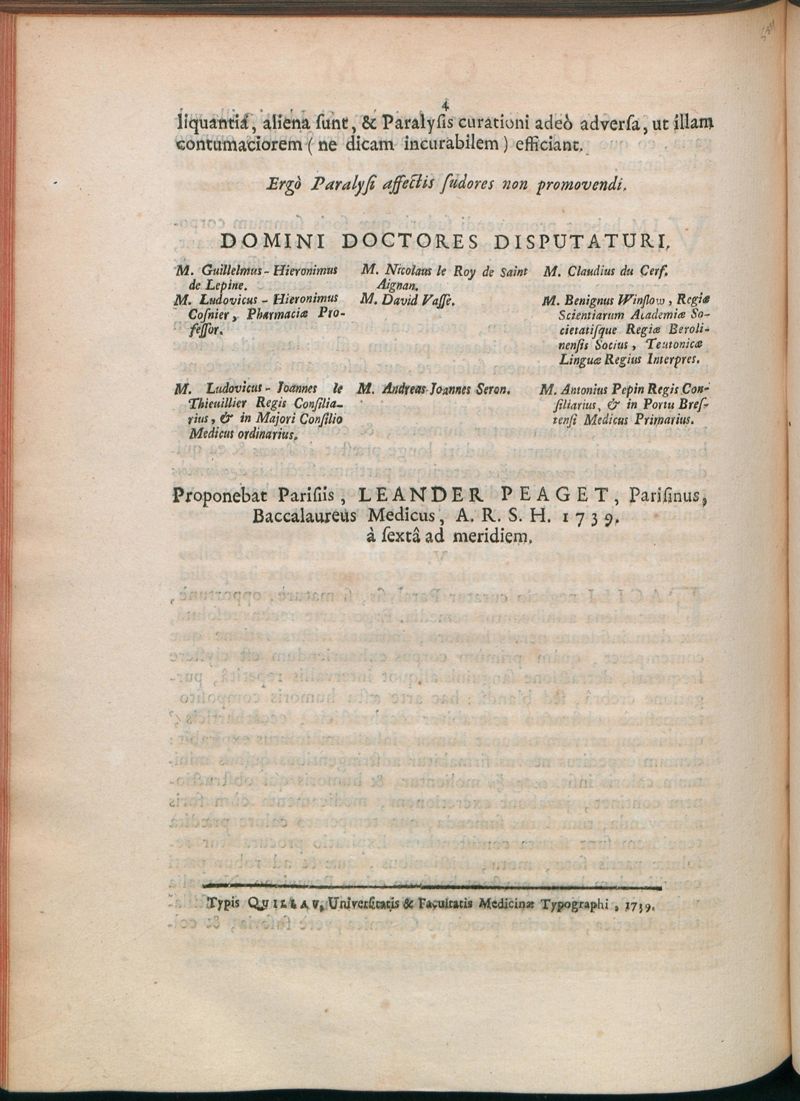 4
liquantiâ, aliena ſunt, & Paralyſis curationi adeò adverſa, ut illam
contumaciorem ( ne dicam incurabilem ) efficiant.
Ergò Paralyſi affectis ſudores non promovendi.
DOMINI DOCTORES DISPUTATURI,
M. Guillelmus-Hieronimus
de Lepine.
M. Nicolaus le Roy de Saint
Aignan.
M. Claudius du Cerf.
M. Ludovicus-Hieronimus
Coſnier, Pharmaciæ Pro-
feſſor.
M. David Vaſſe.
M. Benignus Winſlow, Regiæ
Scientiarum Academiæ So-
cietatiſque Regiæ Beroli-
nenſis Socius, Teutonicæ
Linguæ Regius Interpres.
M. Ludovicus-Joannes le
Thieuillier Regis Conſilia-
rius, & in Majori Conſilio
Medicus ordinarius.
M. Andreas-Joannes Seron.
M. Antonius Pepin Regis Con-
ſiliarius, & in Portu Breſ-
tenſi Medicus Primarius.
Proponebat Pariſiis, LEANDER PEAGET, Pariſinus,
Baccalaureus Medicus, A. R. S. H. 1739.
à ſextâ ad meridiem.
Typis QUILLAU, Univerſitatis & Facultatis Medicinæ Typographi, 1739.